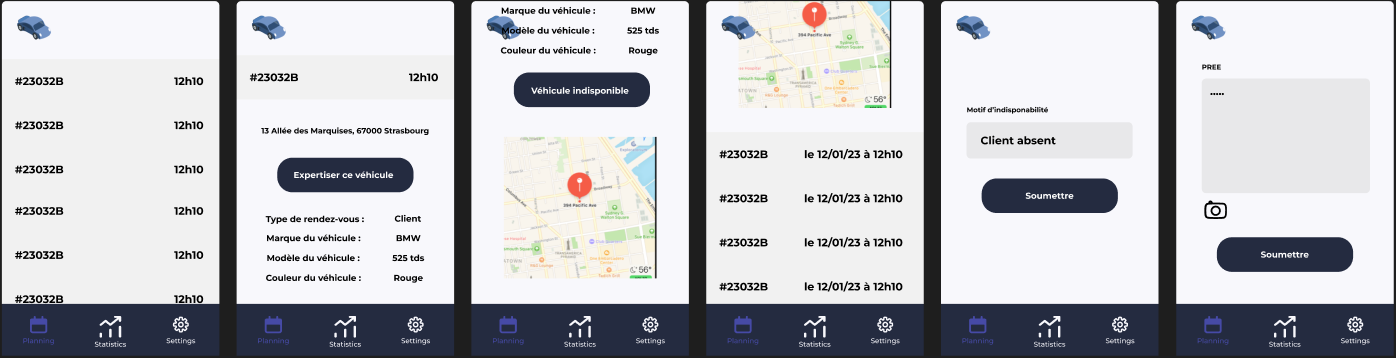 #23032B 12h10
#23032B 12h10
#23032B 12h10
#23032B 12h10
#23032B 12h10
#23032B 12h10
Planning Statistics Settings
#23032B 12h10
13 Allée des Marquises, 67000 Strasbourg
Expertiser ce véhicule
Type de rendez-vous : Client
Marque du véhicule : BMW
Modèle du véhicule : 525 tds
Couleur du véhicule : Rouge
Planning Statistics Settings
Marque du véhicule : BMW
Modèle du véhicule : 525 tds
Couleur du véhicule : Rouge
Véhicule indisponible
394 Pacific Ave
56°
Planning Statistics Settings
394 Pacific Ave
56°
#23032B le 12/01/23 à 12h10
#23032B le 12/01/23 à 12h10
#23032B le 12/01/23 à 12h10
#23032B le 12/01/23 à 12h10
Planning Statistics Settings
Motif d'indisponabilité
Client absent
Soumettre
Planning Statistics Settings
PREE
.....
Soumettre
Planning Statistics Settings